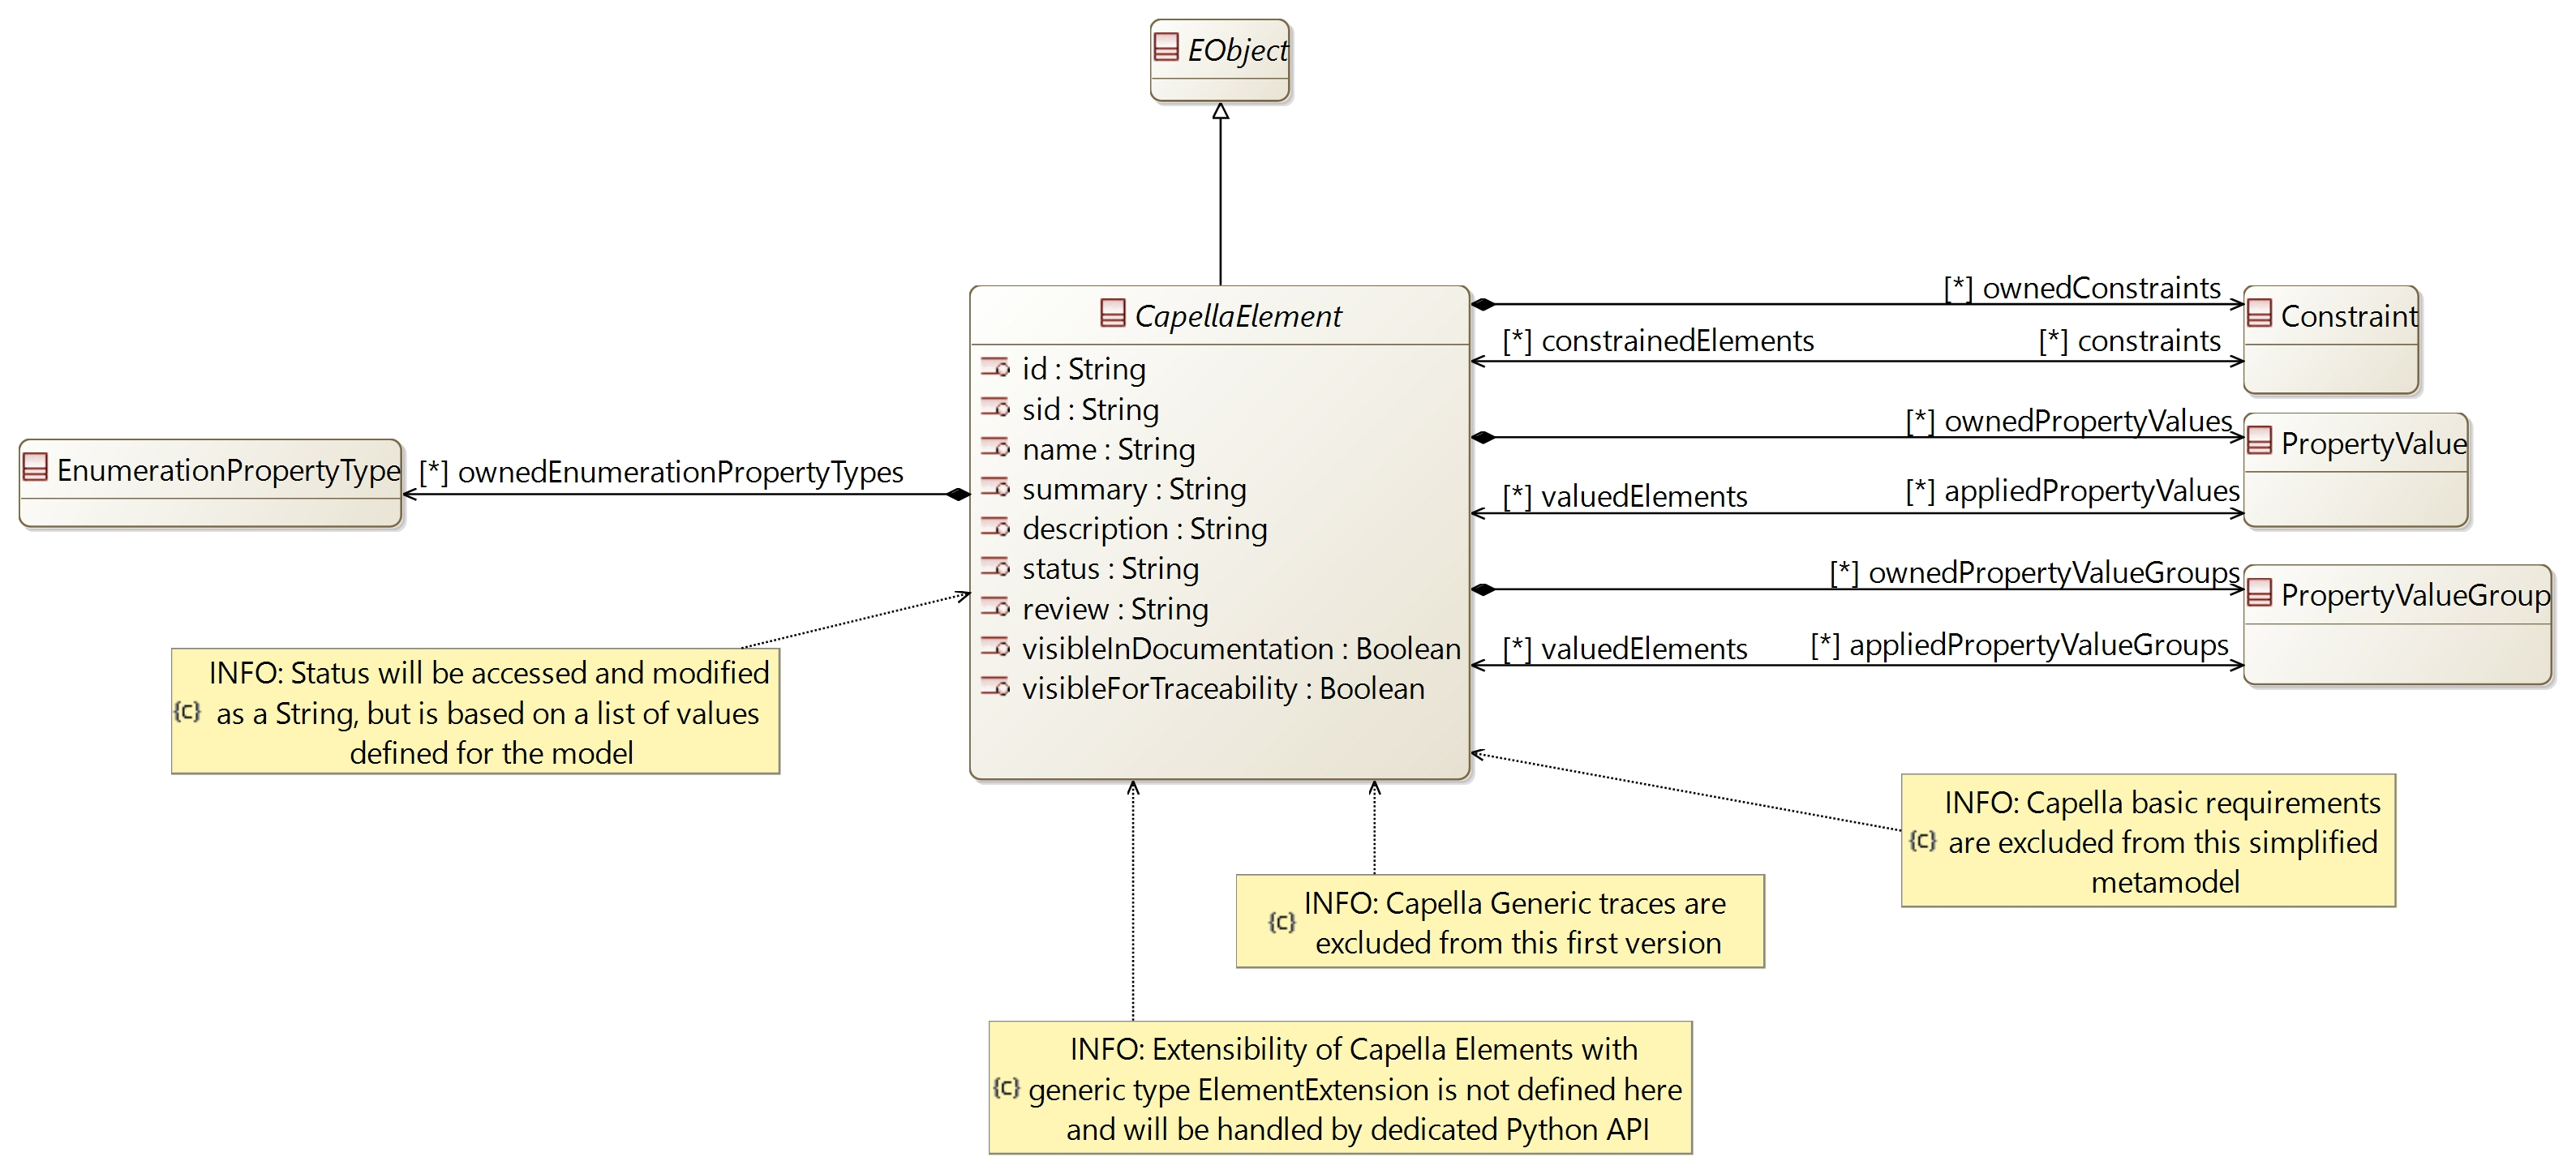 EObject
CapellaElement
id : String
sid : String
name : String
summary : String
description : String
status : String
review : String
visibleInDocumentation : Boolean
visibleForTraceability : Boolean
EnumerationPropertyType
[*] ownedEnumerationPropertyTypes
[*] ownedConstraints
[*] constrainedElements
[*] constraints
Constraint
[*] ownedPropertyValues
[*] valuedElements
[*] appliedPropertyValues
PropertyValue
[*] ownedPropertyValueGroups
[*] valuedElements
[*] appliedPropertyValueGroups
PropertyValueGroup
{c}
INFO: Status will be accessed and modified
as a String, but is based on a list of values
defined for the model
{c}
INFO: Capella basic requirements
are excluded from this simplified
metamodel
{c}
INFO: Capella Generic traces are
excluded from this first version
{c}
INFO: Extensibility of Capella Elements with
generic type ElementExtension is not defined here
and will be handled by dedicated Python API